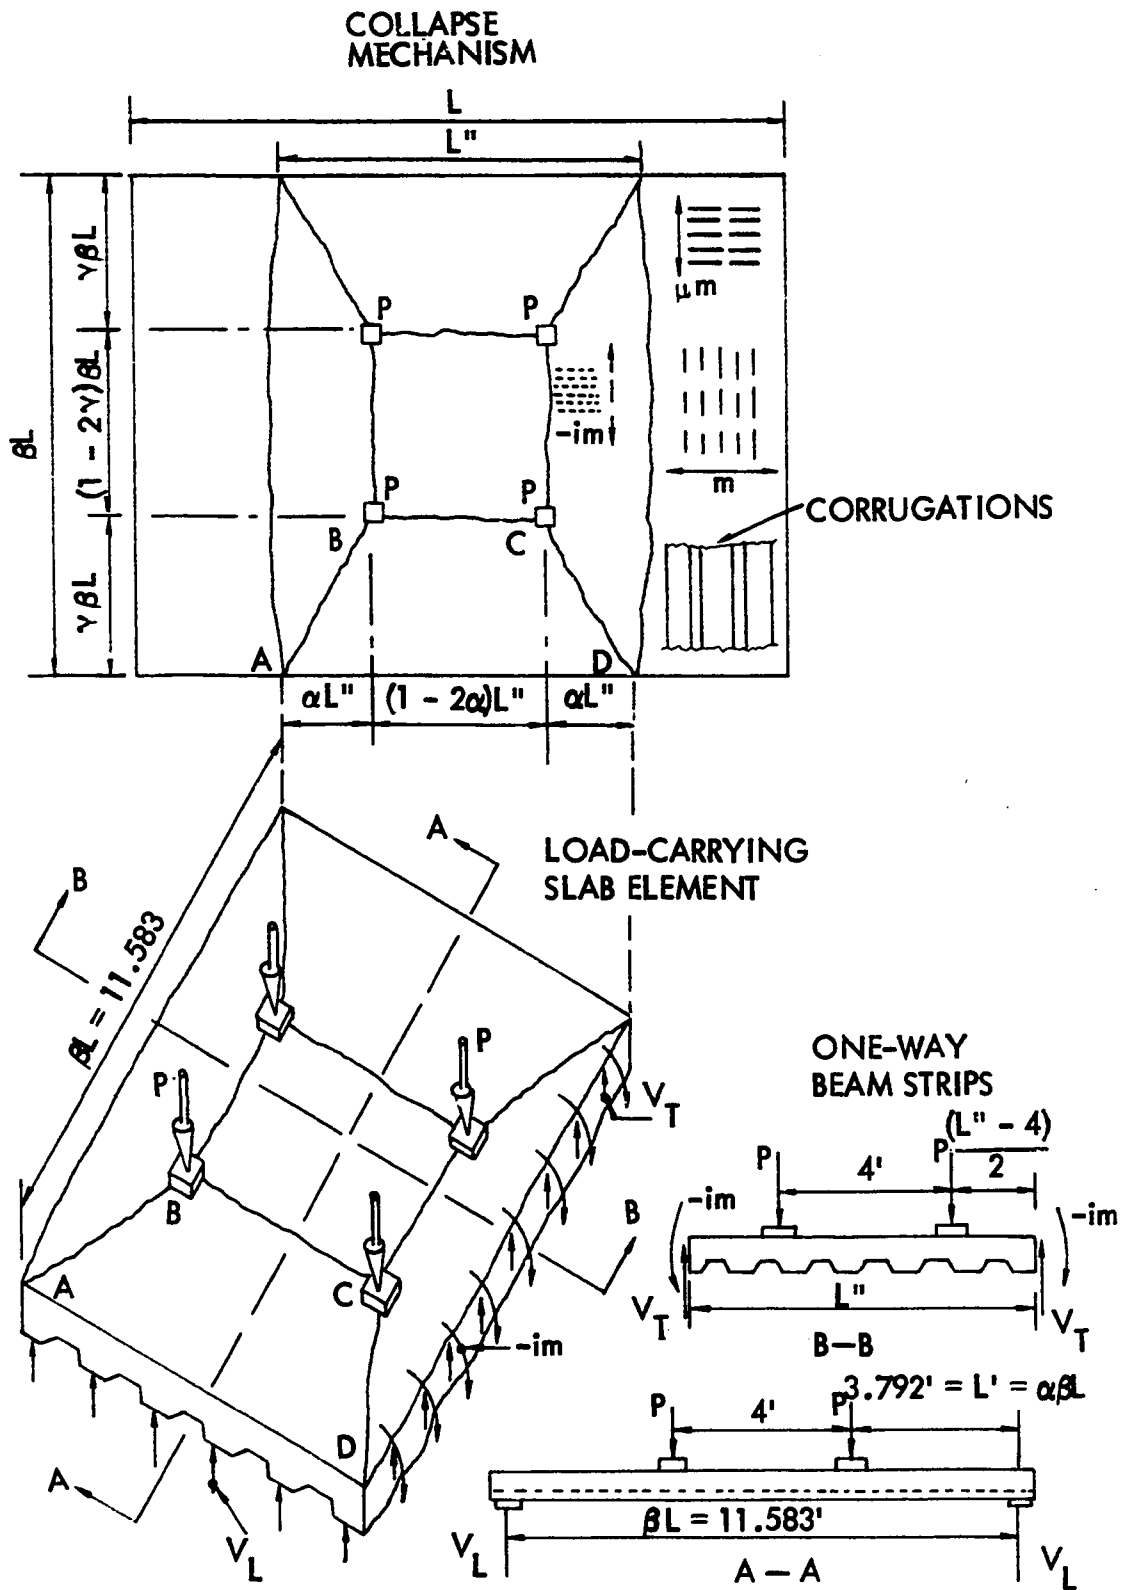 COLLAPSE
MECHANISM
L
L"
γβL
(1 - 2γ)βL
γβL
βL
P
P
P
P
B
C
A
D
μm
m
-im
CORRUGATIONS
αL"
(1 - 2α)L"
αL"
LOAD-CARRYING
SLAB ELEMENT
A
B
βL = 11.583
P
P
B
A
C
D
B
A
V_T
-im
V_L
ONE-WAY
BEAM STRIPS
P
4'
P
(L" - 4)
2
-im
-im
L"
V_T
V_T
B—B
3.792' = L' = αβL
P
4'
P
βL = 11.583'
V_L
V_L
A — A